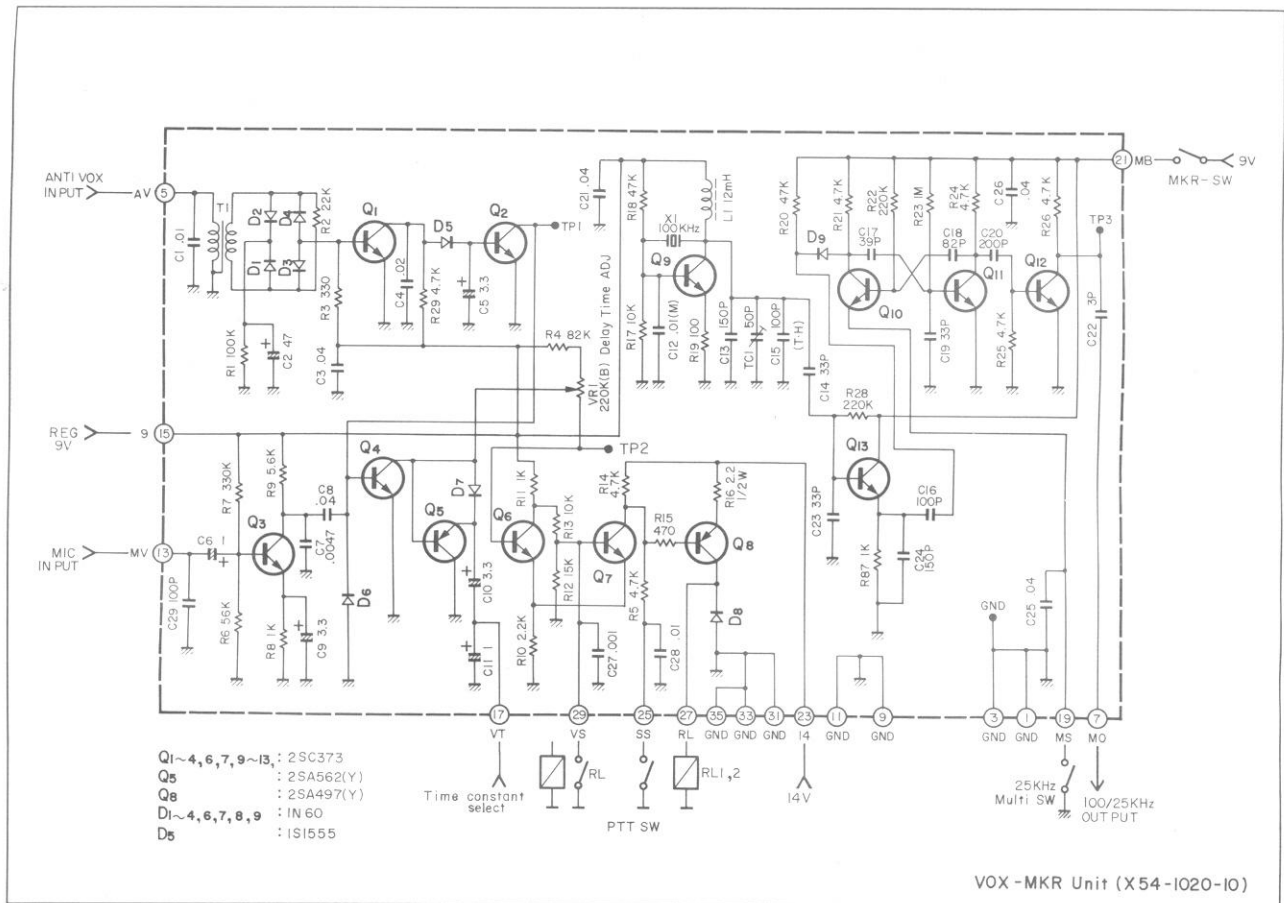 ANTI VOX
INPUT
AV
5
C1 .01
T1
D2
D4
D1
D3
R2 22K
R1 100K
C2 47
+
R3 330
C3 .04
Q1
C4 .02
R29 4.7K
D5
C5 3.3
+
Q2
TP1
R4 82K
VR1
220K(B) Delay Time ADJ
C21 .04
R18 47K
X1
100KHz
L1 12mH
Q9
R17 10K
C12 .01(M)
R19 100
C13 150P
TC1 50P
C15 100P
(T·H)
C14 33P
R20 47K
D9
R21 4.7K
C17
39P
R22
220K
R23 1M
R24
4.7K
C18
82P
C20
200P
C26
.04
R26 4.7K
TP3
Q10
Q11
Q12
C19 33P
R25 4.7K
C22 3P
21
MB
MKR-SW
9V
REG
9V
9
15
R7 330K
R9 5.6K
Q3
C8
.04
C7
.0047
Q4
D7
Q5
C10 3.3
+
C11 1
+
TP2
R11 1K
Q6
R13 10K
R12 15K
R10 2.2K
R14
4.7K
Q7
R15
470
R5 4.7K
R16 2.2
1/2W
Q8
D8
C27 .001
C28 .01
R28
220K
Q13
C23 33P
R87 1K
C24
150P
C16
100P
GND
C25 .04
MIC
INPUT
MV
13
C6 1
+
C29 100P
R6 56K
R8 1K
C9 3.3
+
D6
17
29
25
27
35
33
31
23
11
9
3
1
19
7
VT
VS
SS
RL
GND
GND
GND
14
GND
GND
GND
GND
MS
MO
Time constant
select
RL
PTT SW
RL1,2
14V
25KHz
Multi SW
100/25KHz
OUTPUT
Q1~4,6,7,9~13,: 2SC373
Q5 : 2SA562(Y)
Q8 : 2SA497(Y)
D1~4,6,7,8,9 : IN60
D5 : 1S1555
VOX-MKR Unit (X54-1020-10)